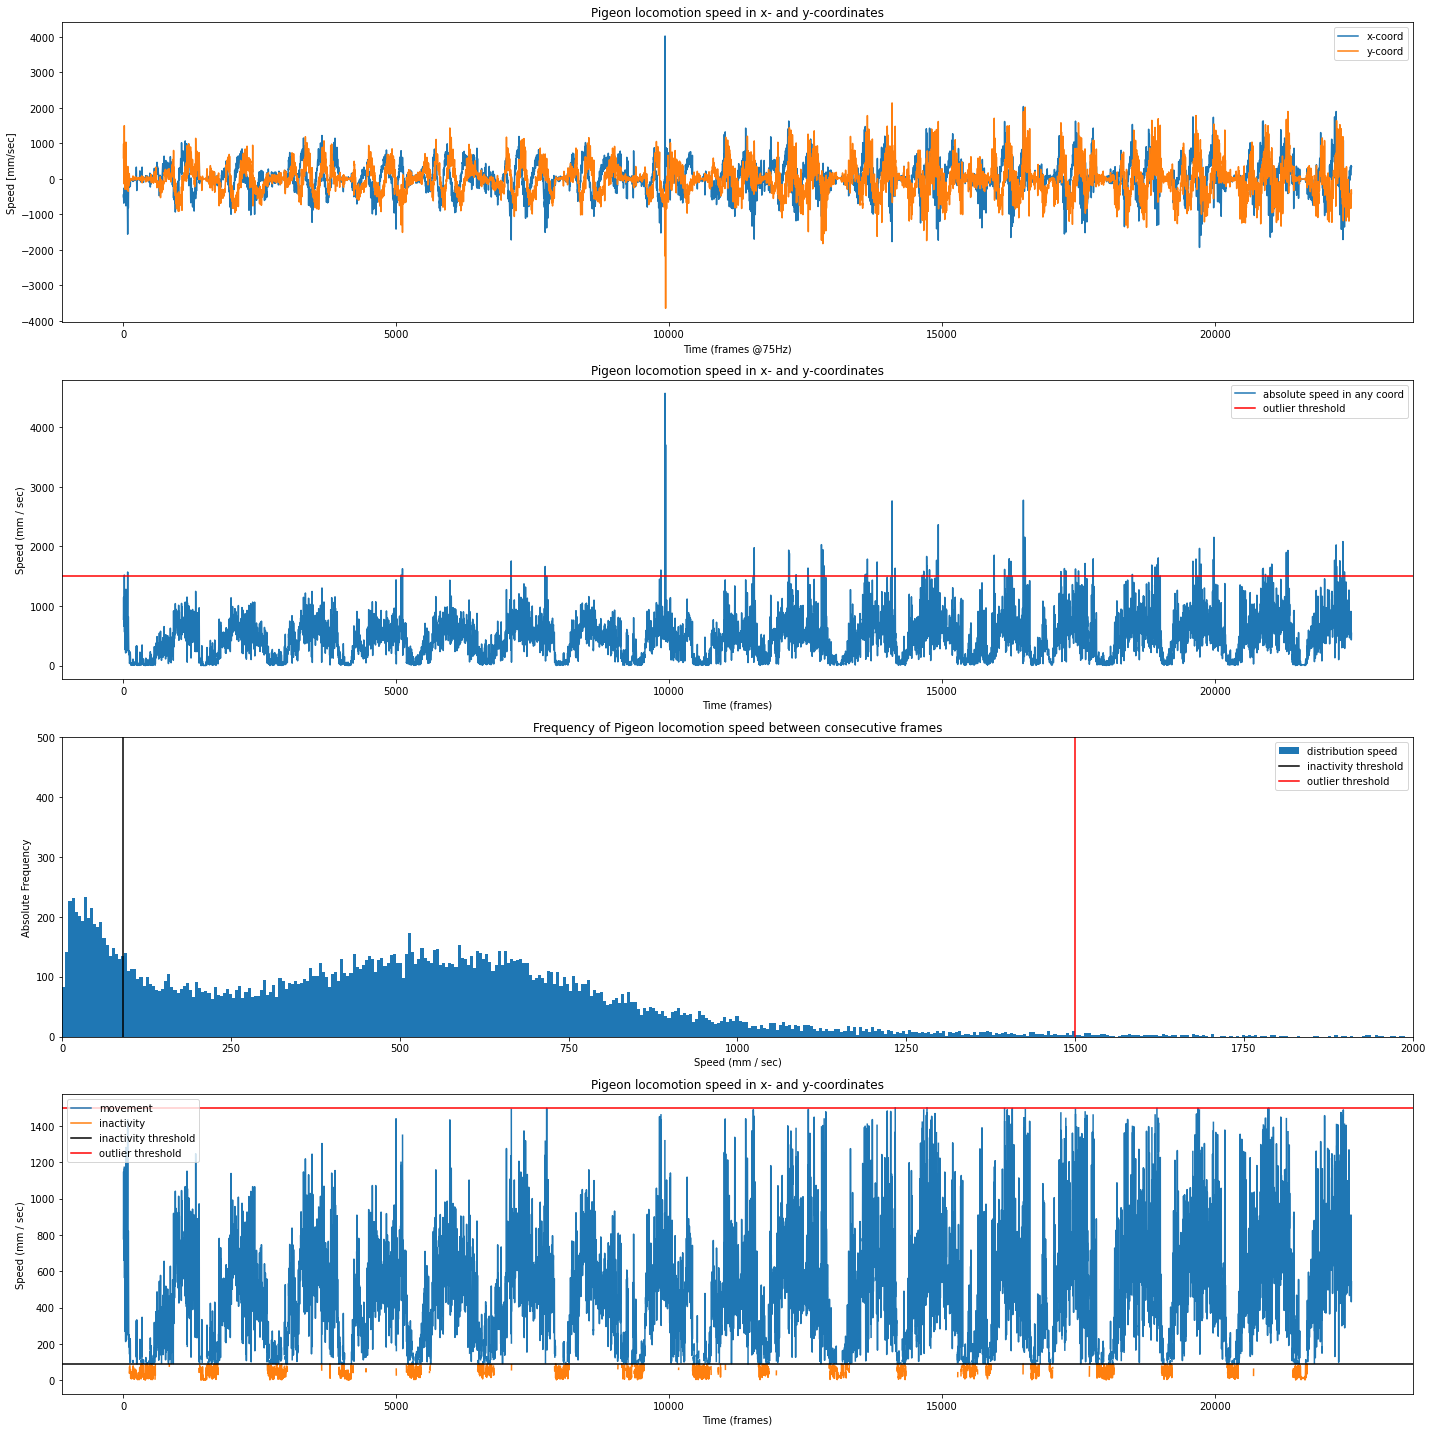 Pigeon locomotion speed in x- and y-coordinates
x-coord
y-coord
Speed [mm/sec]
4000
3000
2000
1000
0
−1000
−2000
−3000
−4000
0 5000 10000 15000 20000
Time (frames @75Hz)
Pigeon locomotion speed in x- and y-coordinates
absolute speed in any coord
outlier threshold
Speed (mm / sec)
4000
3000
2000
1000
0
0 5000 10000 15000 20000
Time (frames)
Frequency of Pigeon locomotion speed between consecutive frames
distribution speed
inactivity threshold
outlier threshold
Absolute Frequency
500
400
300
200
100
0
0 250 500 750 1000 1250 1500 1750 2000
Speed (mm / sec)
Pigeon locomotion speed in x- and y-coordinates
movement
inactivity
inactivity threshold
outlier threshold
Speed (mm / sec)
1400
1200
1000
800
600
400
200
0
0 5000 10000 15000 20000
Time (frames)